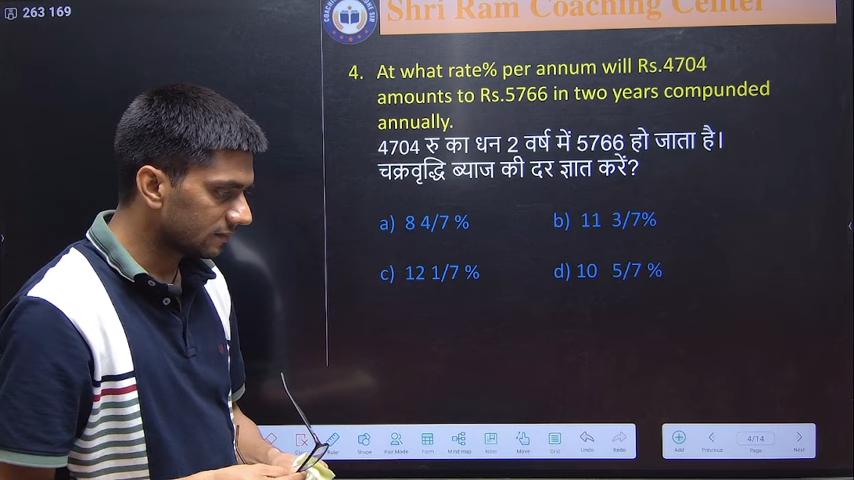 263 169
Shri Ram Coaching Center
4. At what rate% per annum will Rs.4704
amounts to Rs.5766 in two years compunded
annually.
4704 रु का धन 2 वर्ष में 5766 हो जाता है।
चक्रवृद्धि ब्याज की दर ज्ञात करें?
a) 8 4/7 % b) 11 3/7%
c) 12 1/7 % d) 10 5/7 %
Ruler Shape Pair Mode Form Mind map Move Grid Undo Redo
Add Previous 4/14 Page Next